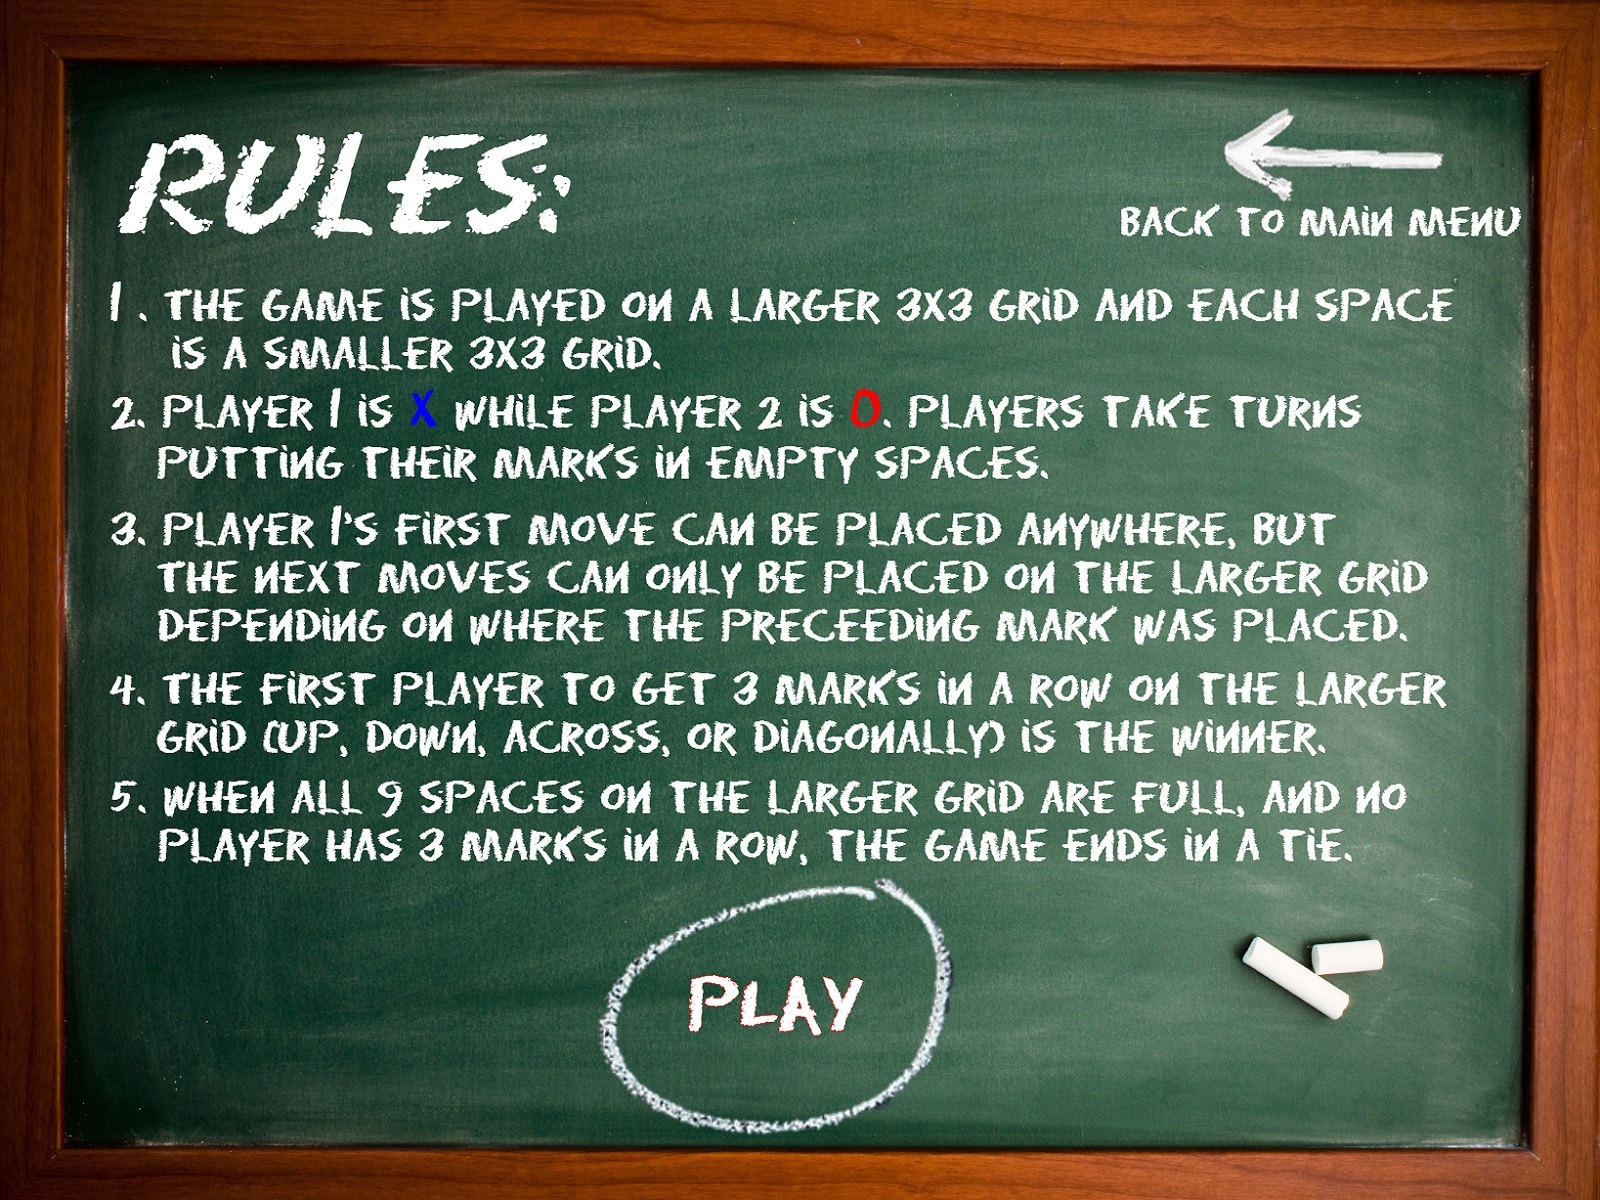 RULES:
BACK TO MAIN MENU
1. THE GAME IS PLAYED ON A LARGER 3X3 GRID AND EACH SPACE
IS A SMALLER 3X3 GRID.
2. PLAYER 1 IS X WHILE PLAYER 2 IS O. PLAYERS TAKE TURNS
PUTTING THEIR MARKS IN EMPTY SPACES.
3. PLAYER 1'S FIRST MOVE CAN BE PLACED ANYWHERE, BUT
THE NEXT MOVES CAN ONLY BE PLACED ON THE LARGER GRID
DEPENDING ON WHERE THE PRECEEDING MARK WAS PLACED.
4. THE FIRST PLAYER TO GET 3 MARKS IN A ROW ON THE LARGER
GRID (UP, DOWN, ACROSS, OR DIAGONALLY) IS THE WINNER.
5. WHEN ALL 9 SPACES ON THE LARGER GRID ARE FULL, AND NO
PLAYER HAS 3 MARKS IN A ROW, THE GAME ENDS IN A TIE.
PLAY